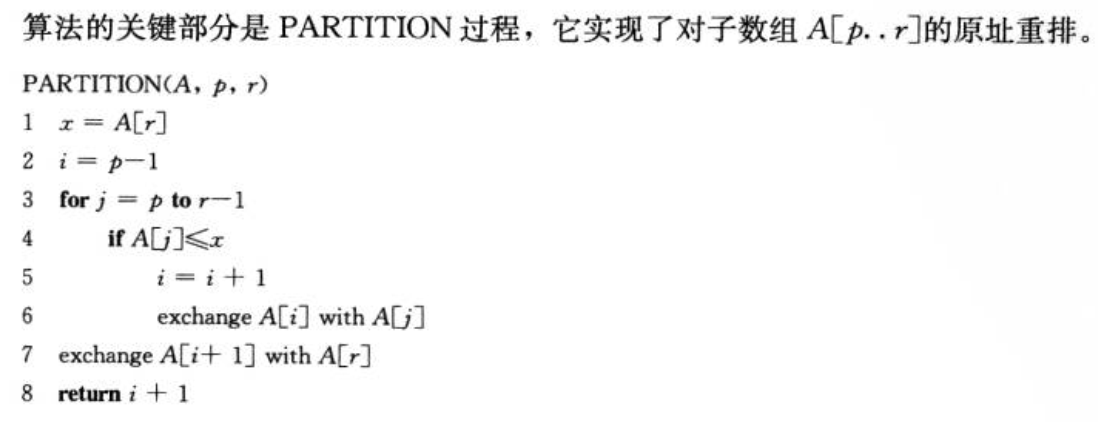 算法的关键部分是 PARTITION 过程，它实现了对子数组 A[p..r]的原址重排。
PARTITION(A, p, r)
1 x = A[r]
2 i = p−1
3 for j = p to r−1
4 if A[j]≤x
5 i = i + 1
6 exchange A[i] with A[j]
7 exchange A[i+ 1] with A[r]
8 return i + 1